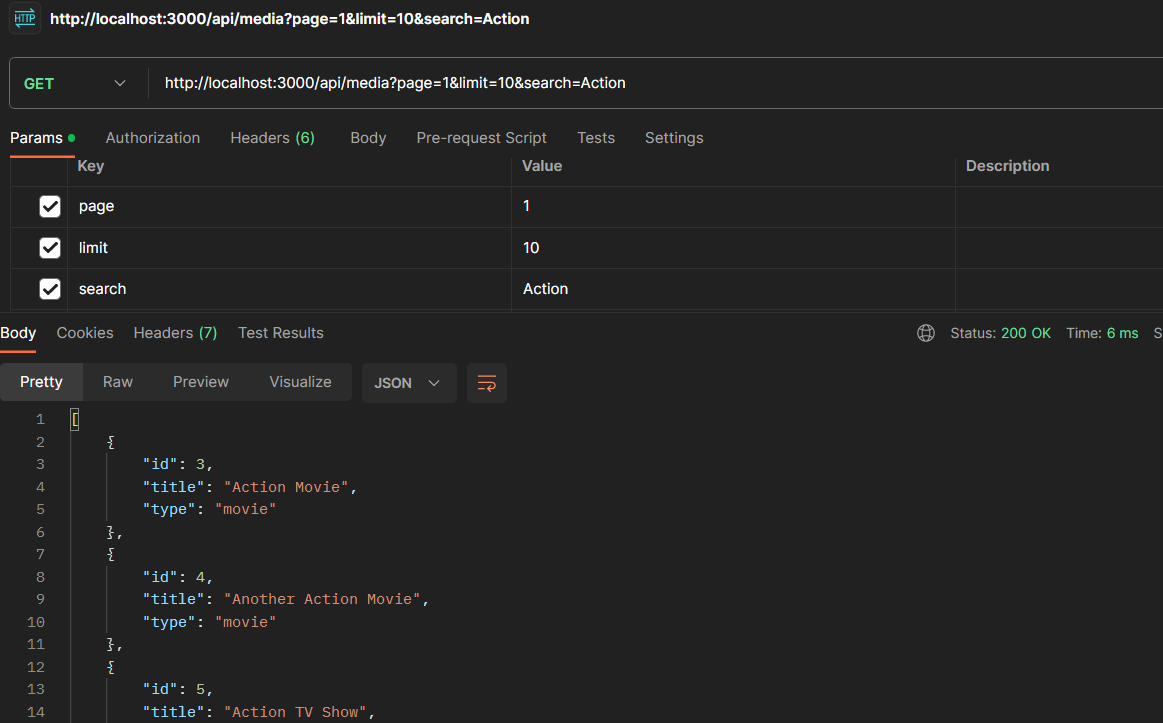 HTTP http://localhost:3000/api/media?page=1&limit=10&search=Action
GET http://localhost:3000/api/media?page=1&limit=10&search=Action
Params Authorization Headers (6) Body Pre-request Script Tests Settings
Key Value Description
page 1
limit 10
search Action
Body Cookies Headers (7) Test Results Status: 200 OK Time: 6 ms S
Pretty Raw Preview Visualize JSON
1 [
2 {
3 "id": 3,
4 "title": "Action Movie",
5 "type": "movie"
6 },
7 {
8 "id": 4,
9 "title": "Another Action Movie",
10 "type": "movie"
11 },
12 {
13 "id": 5,
14 "title": "Action TV Show",